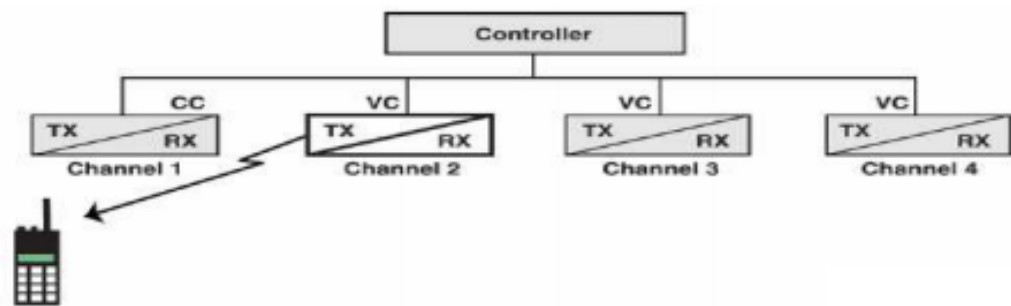 Controller
CC VC VC VC
TX RX TX RX TX RX TX RX
Channel 1 Channel 2 Channel 3 Channel 4